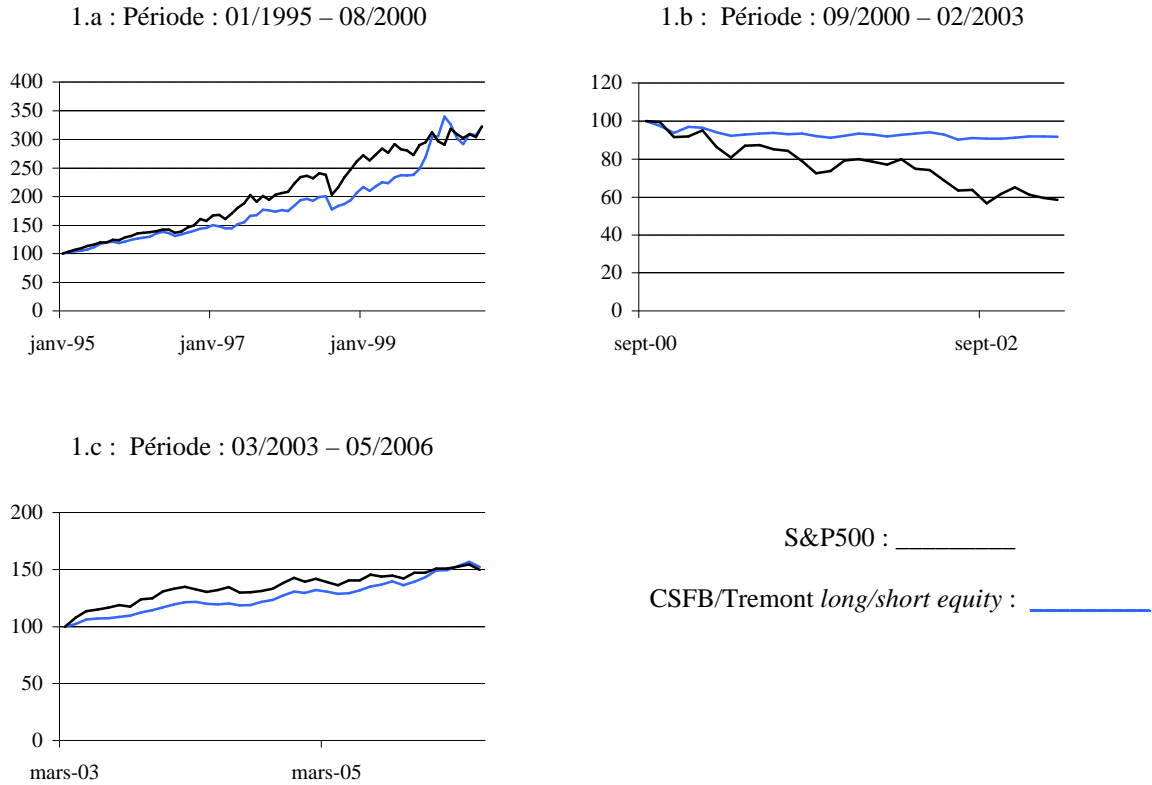 1.a : Période : 01/1995 – 08/2000
400
350
300
250
200
150
100
50
0
janv-95 janv-97 janv-99
1.b : Période : 09/2000 – 02/2003
120
100
80
60
40
20
0
sept-00 sept-02
1.c : Période : 03/2003 – 05/2006
200
150
100
50
0
mars-03 mars-05
S&P500 :
CSFB/Tremont long/short equity :